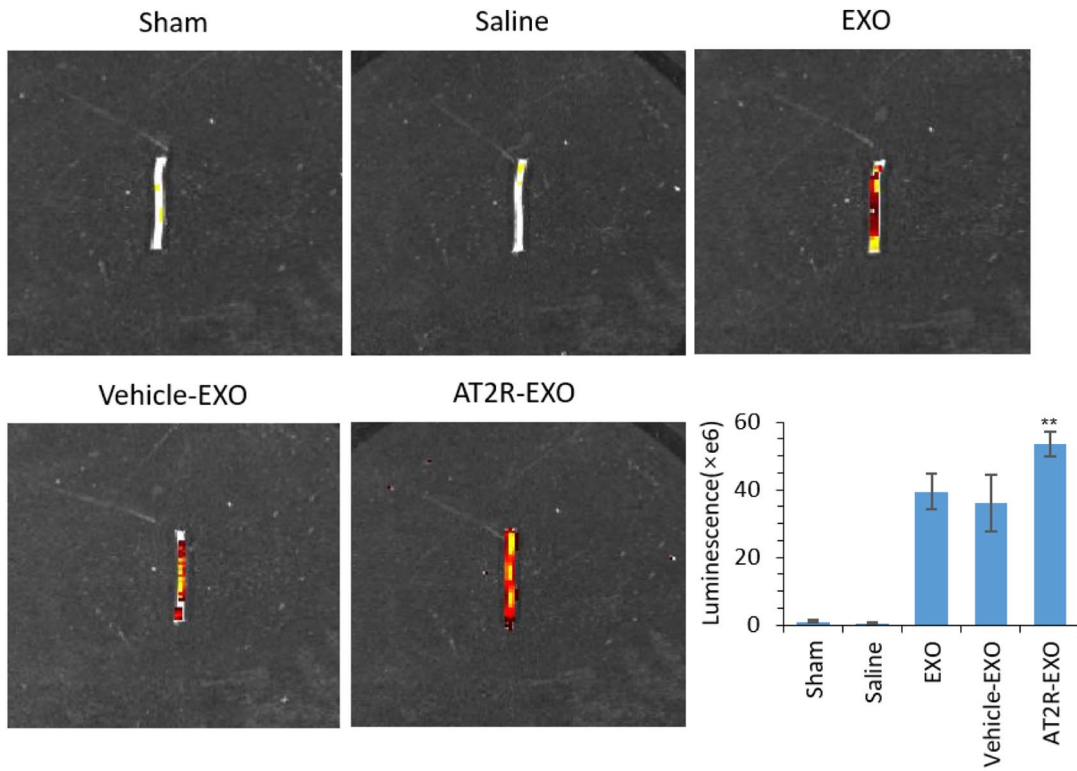 Sham
Saline
EXO
Vehicle-EXO
AT2R-EXO
Luminescence(×e6)
60
40
20
0
**
Sham
Saline
EXO
Vehicle-EXO
AT2R-EXO